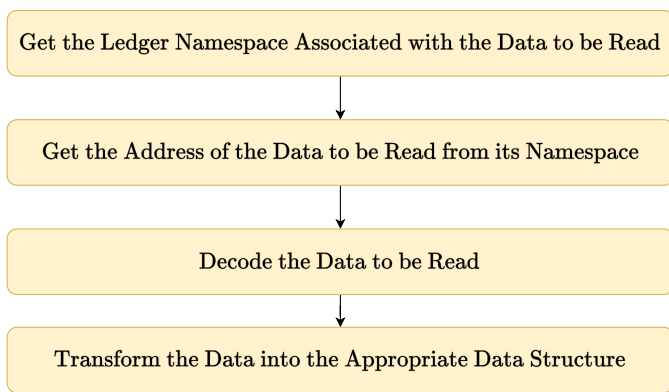 Get the Ledger Namespace Associated with the Data to be Read
Get the Address of the Data to be Read from its Namespace
Decode the Data to be Read
Transform the Data into the Appropriate Data Structure